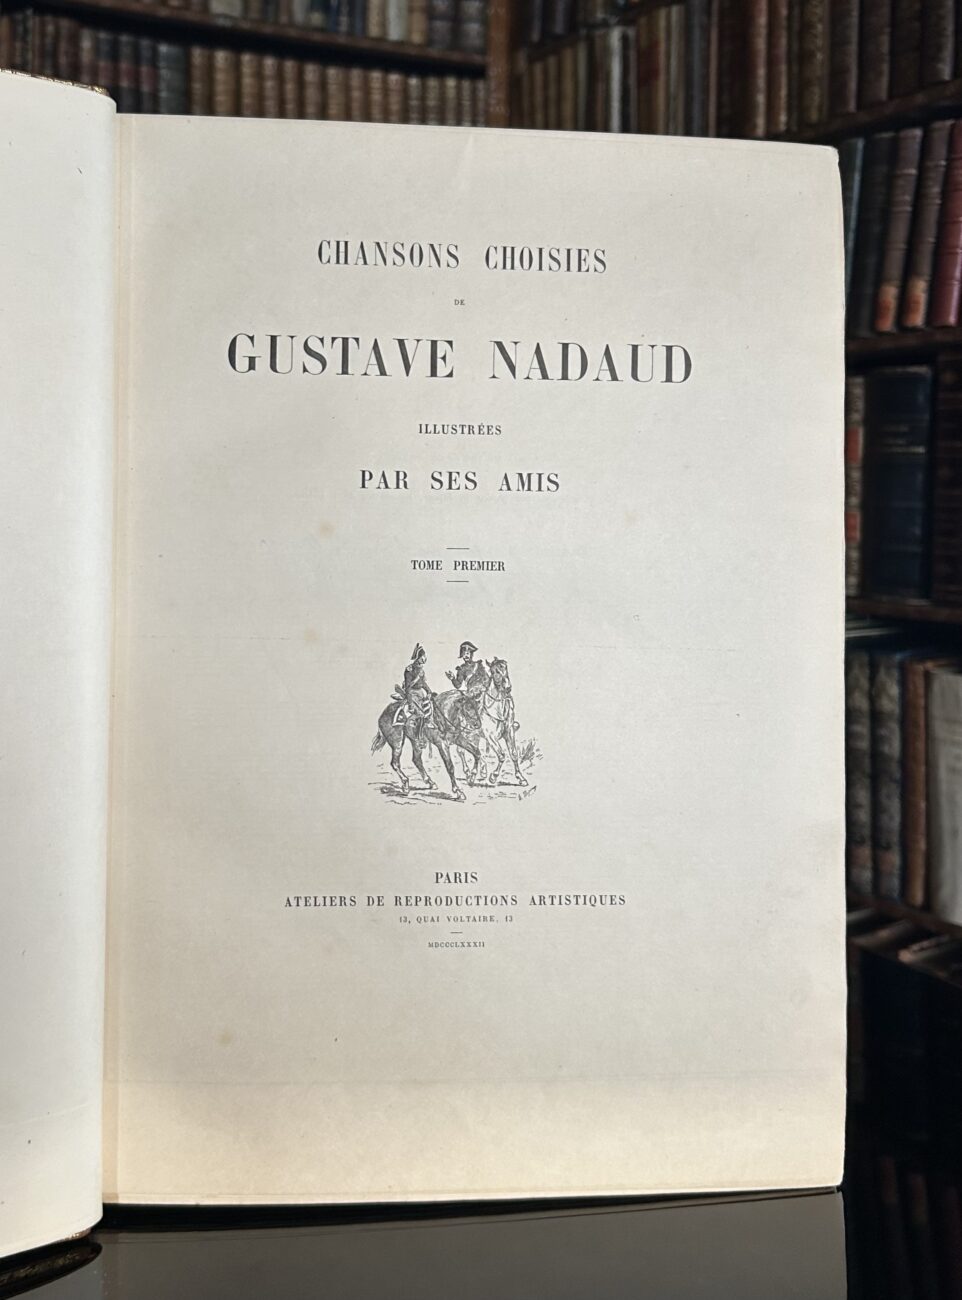 CHANSONS CHOISIES
DE
GUSTAVE NADAUD
ILLUSTRÉES
PAR SES AMIS
TOME PREMIER
PARIS
ATELIERS DE REPRODUCTIONS ARTISTIQUES
13, QUAI VOLTAIRE, 13
MDCCCLXXXII